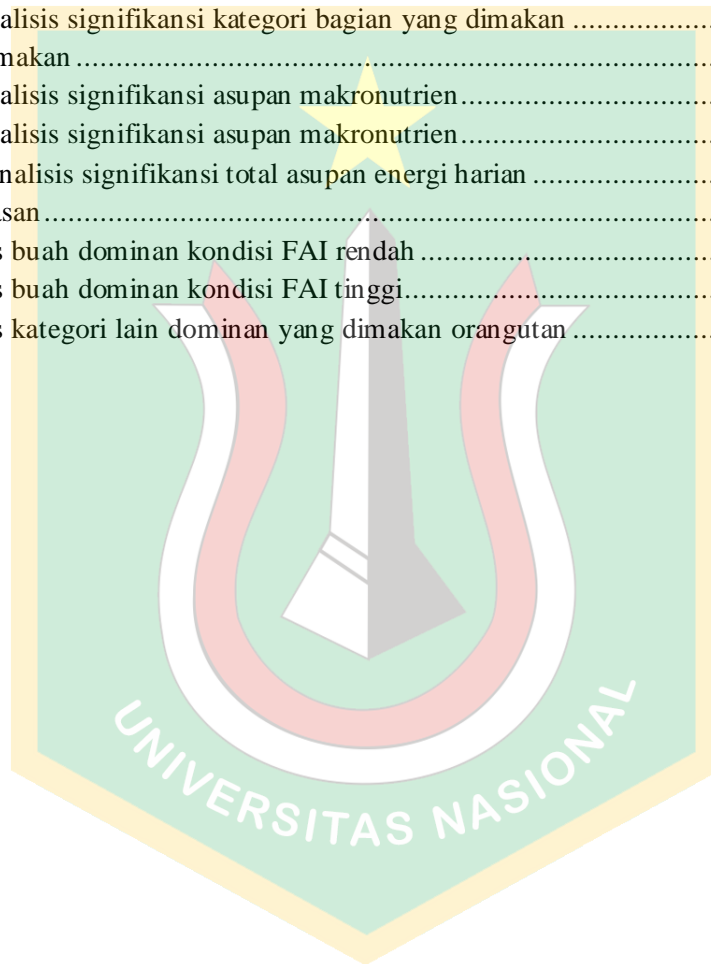 alisis signifikansi kategori bagian yang dimakan ....................
makan ....................................................................................
alisis signifikansi asupan makronutrien....................................
alisis signifikansi asupan makronutrien....................................
nalisis signifikansi total asupan energi harian .........................
asan .........................................................................................
s buah dominan kondisi FAI rendah ..........................................
s buah dominan kondisi FAI tinggi............................................
s kategori lain dominan yang dimakan orangutan ....................
UNIVERSITAS NASIONAL